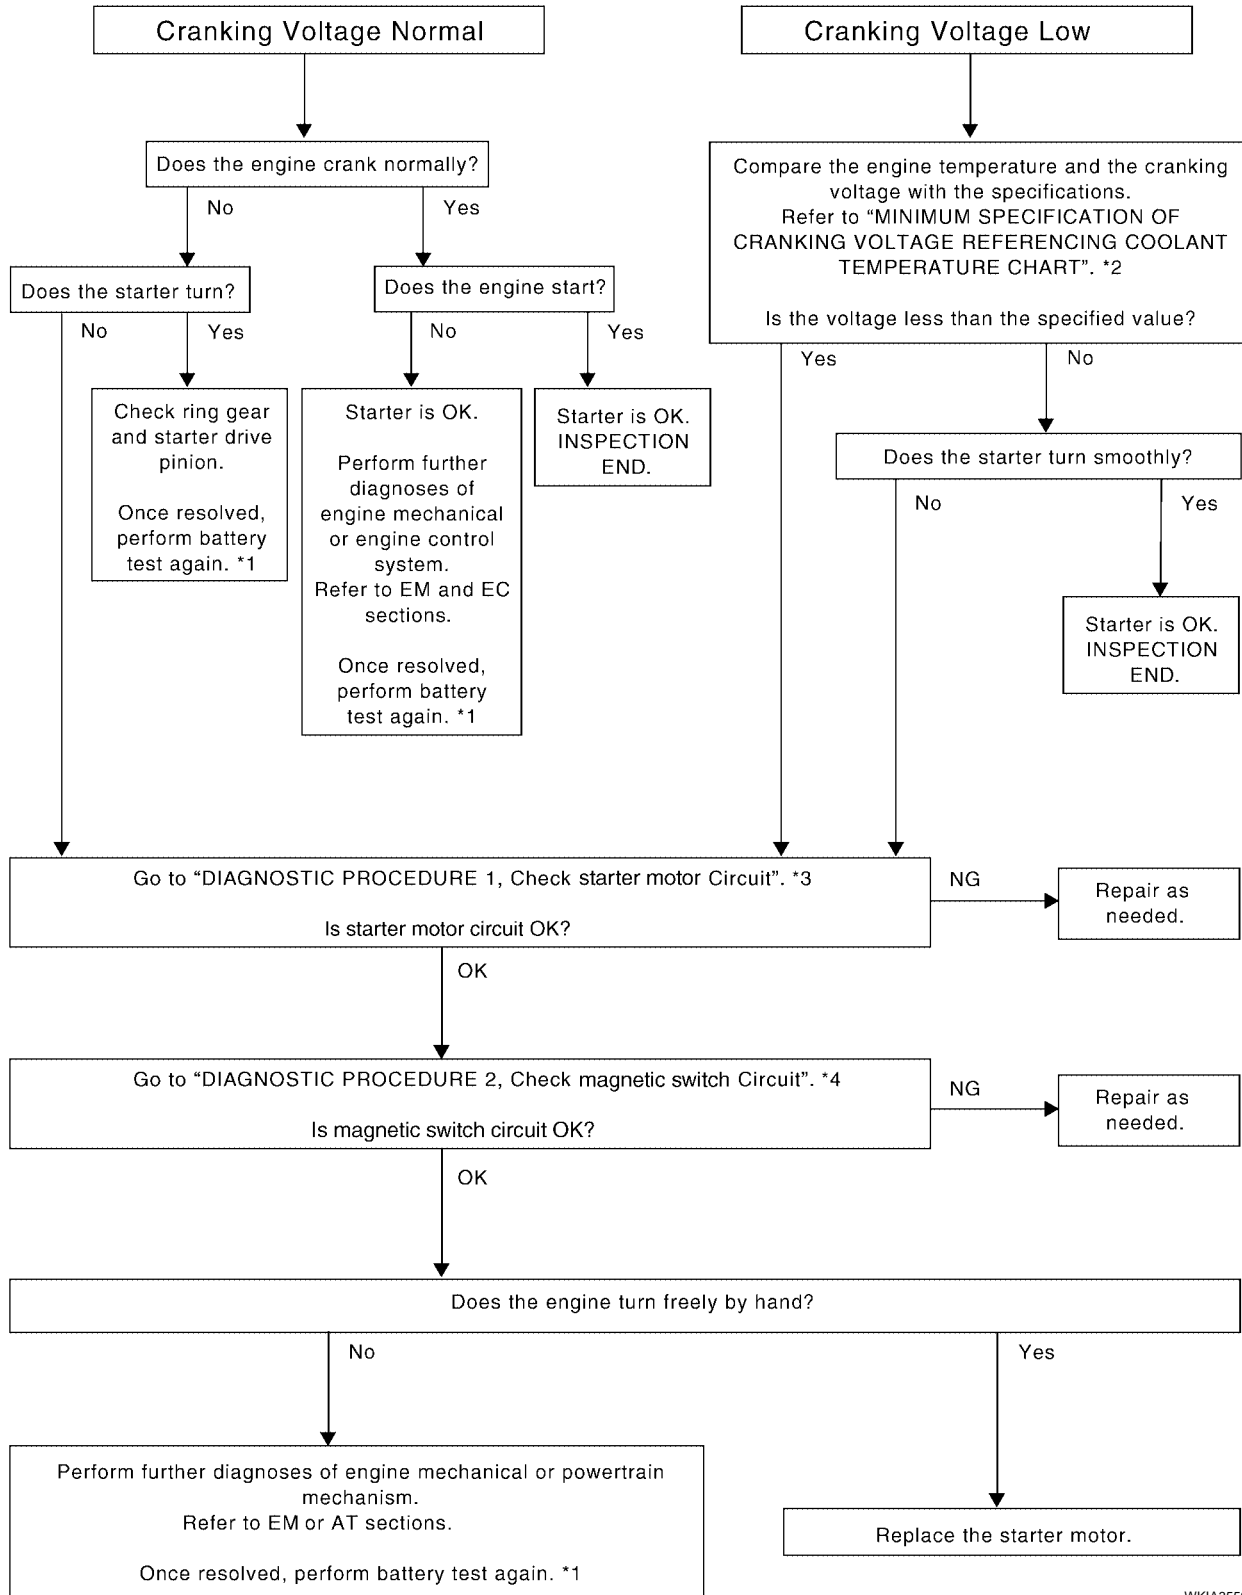 Cranking Voltage Normal
Cranking Voltage Low
Does the engine crank normally?
No
Yes
Compare the engine temperature and the cranking
voltage with the specifications.
Refer to “MINIMUM SPECIFICATION OF
CRANKING VOLTAGE REFERENCING COOLANT
TEMPERATURE CHART”. *2
Is the voltage less than the specified value?
Does the starter turn?
Does the engine start?
No
Yes
No
Yes
Yes
No
Check ring gear
and starter drive
pinion.
Once resolved,
perform battery
test again. *1
Starter is OK.
Perform further
diagnoses of
engine mechanical
or engine control
system.
Refer to EM and EC
sections.
Once resolved,
perform battery
test again. *1
Starter is OK.
INSPECTION
END.
Does the starter turn smoothly?
No
Yes
Starter is OK.
INSPECTION
END.
Go to “DIAGNOSTIC PROCEDURE 1, Check starter motor Circuit”. *3
Is starter motor circuit OK?
NG
Repair as
needed.
OK
Go to “DIAGNOSTIC PROCEDURE 2, Check magnetic switch Circuit”. *4
Is magnetic switch circuit OK?
NG
Repair as
needed.
OK
Does the engine turn freely by hand?
No
Yes
Perform further diagnoses of engine mechanical or powertrain
mechanism.
Refer to EM or AT sections.
Once resolved, perform battery test again. *1
Replace the starter motor.